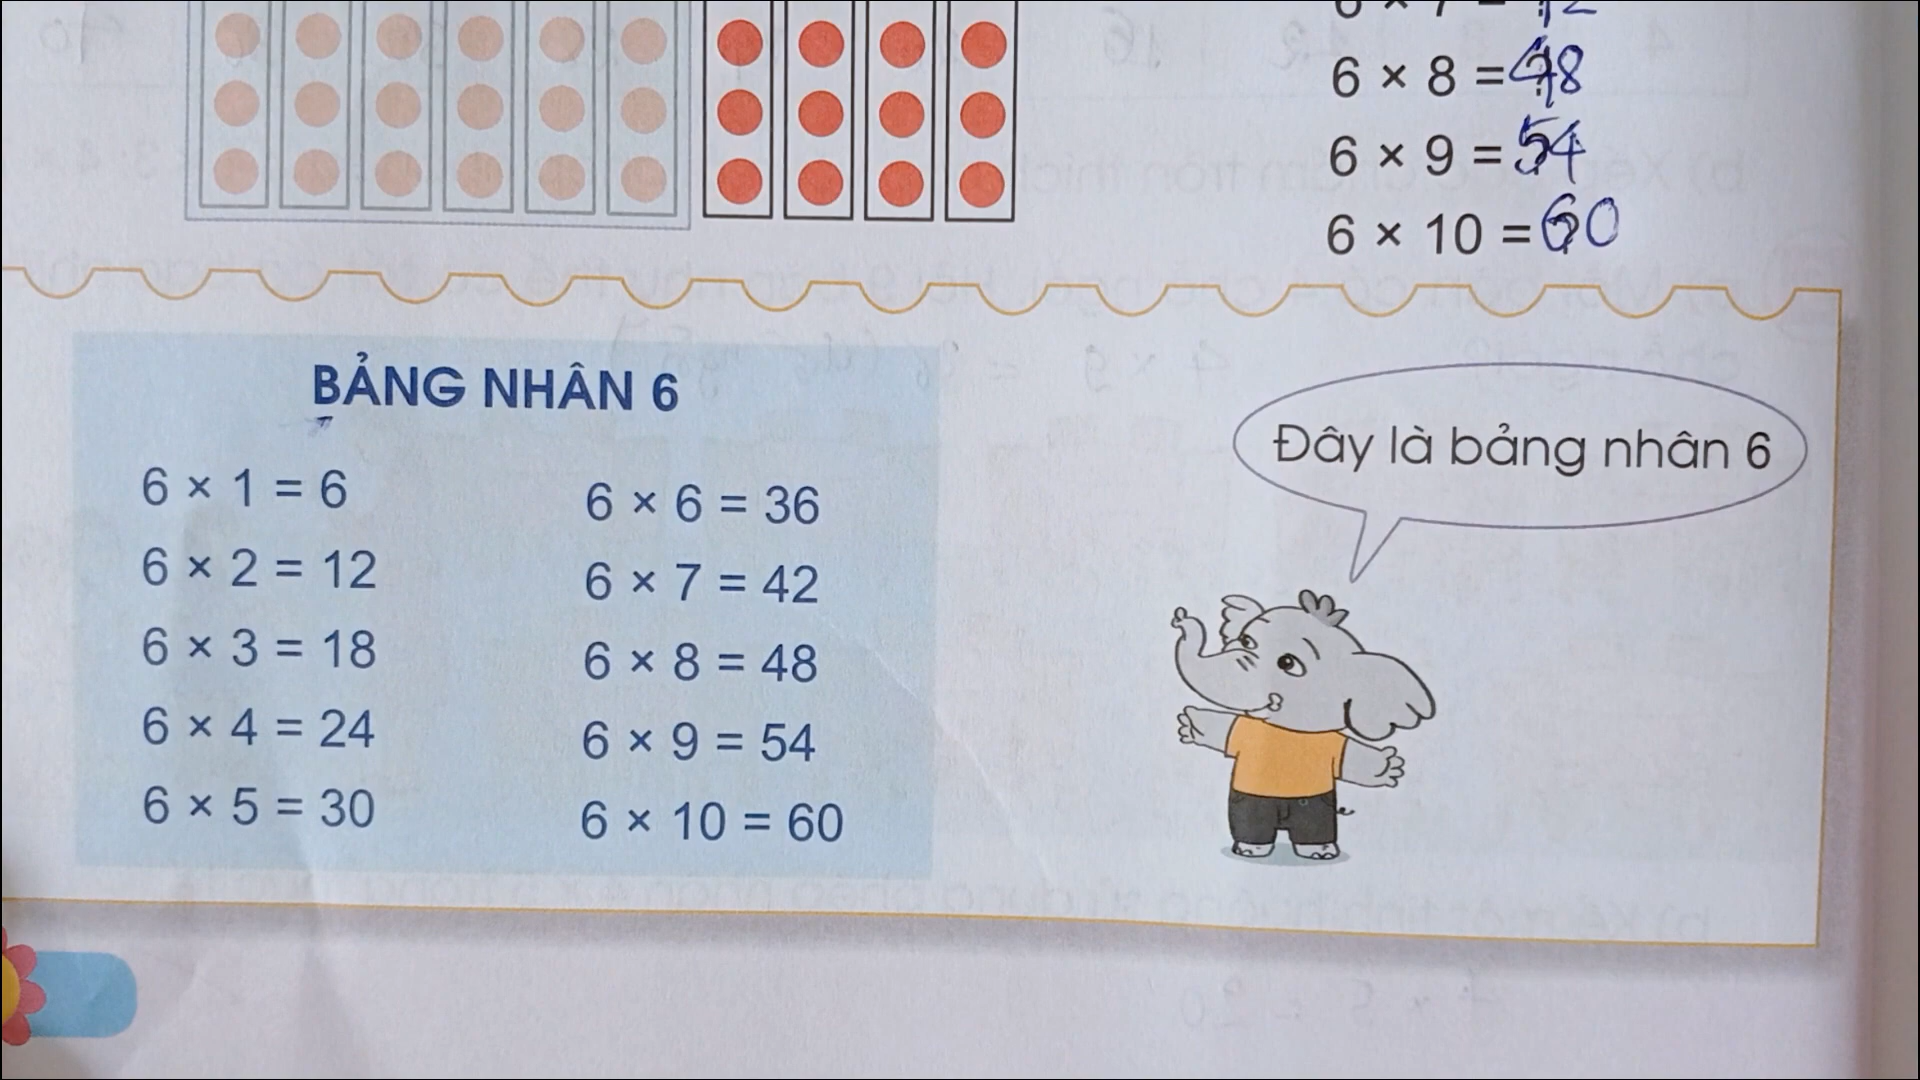 6 × 8 = 48
6 × 9 = 54
6 × 10 = 60
BẢNG NHÂN 6
6 × 1 = 6
6 × 2 = 12
6 × 3 = 18
6 × 4 = 24
6 × 5 = 30
6 × 6 = 36
6 × 7 = 42
6 × 8 = 48
6 × 9 = 54
6 × 10 = 60
Đây là bảng nhân 6